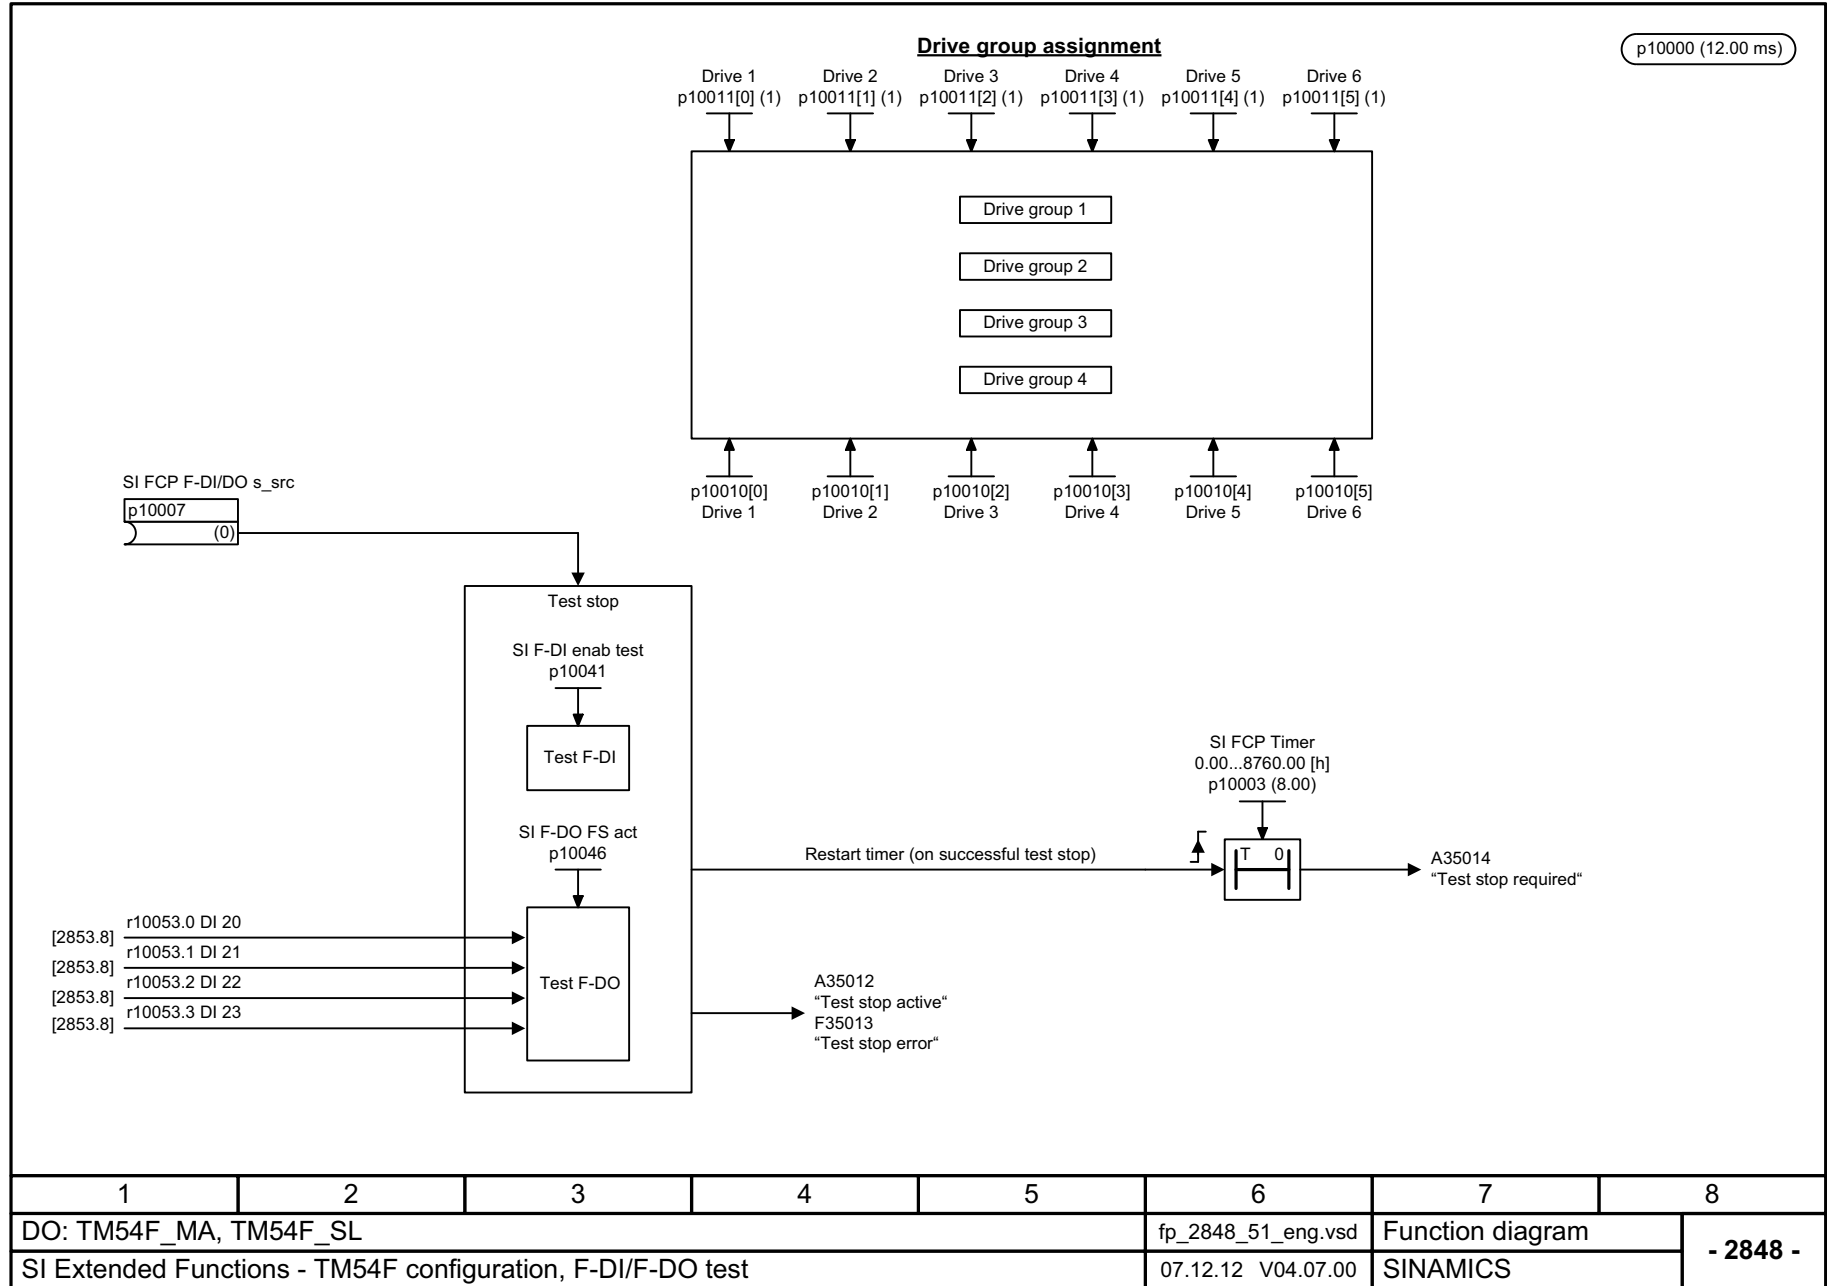 Drive group assignment
p10000 (12.00 ms)
Drive 1 Drive 2 Drive 3 Drive 4 Drive 5 Drive 6
p10011[0] (1) p10011[1] (1) p10011[2] (1) p10011[3] (1) p10011[4] (1) p10011[5] (1)
Drive group 1
Drive group 2
Drive group 3
Drive group 4
p10010[0] p10010[1] p10010[2] p10010[3] p10010[4] p10010[5]
Drive 1 Drive 2 Drive 3 Drive 4 Drive 5 Drive 6
SI FCP F-DI/DO s_src
p10007
(0)
Test stop
SI F-DI enab test
p10041
Test F-DI
SI F-DO FS act
p10046
Test F-DO
[2853.8] r10053.0 DI 20
[2853.8] r10053.1 DI 21
[2853.8] r10053.2 DI 22
[2853.8] r10053.3 DI 23
Restart timer (on successful test stop)
SI FCP Timer
0.00...8760.00 [h]
p10003 (8.00)
T 0
A35014
“Test stop required“
A35012
“Test stop active“
F35013
“Test stop error“
1 2 3 4 5 6 7 8
DO: TM54F_MA, TM54F_SL fp_2848_51_eng.vsd Function diagram
- 2848 -
SI Extended Functions - TM54F configuration, F-DI/F-DO test 07.12.12 V04.07.00 SINAMICS